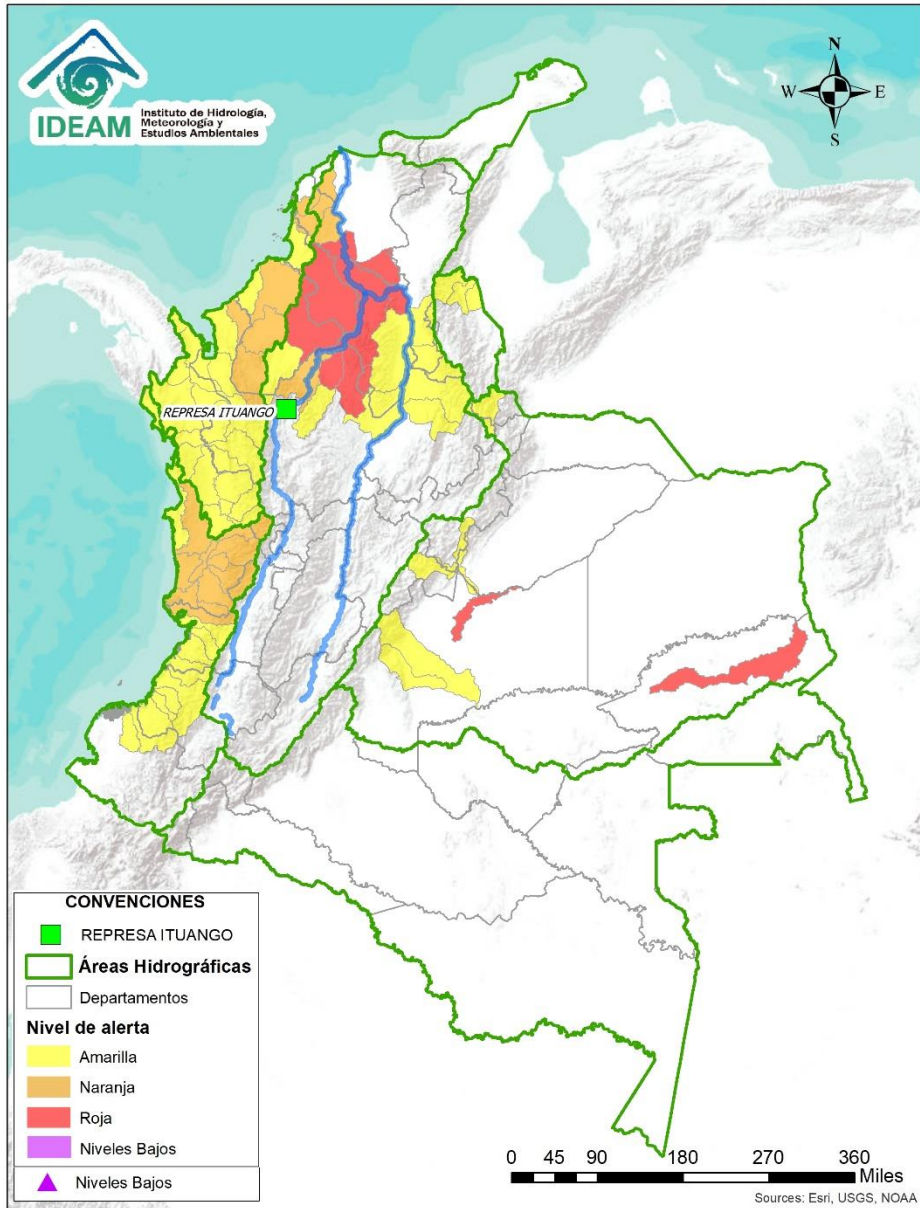 IDEAM
Instituto de Hidrología,
Meteorología y
Estudios Ambientales
N
W E
S
REPRESA ITUANGO
CONVENCIONES
REPRESA ITUANGO
Áreas Hidrográficas
Departamentos
Nivel de alerta
Amarilla
Naranja
Roja
Niveles Bajos
Niveles Bajos
0 45 90 180 270 360
Miles
Sources: Esri, USGS, NOAA